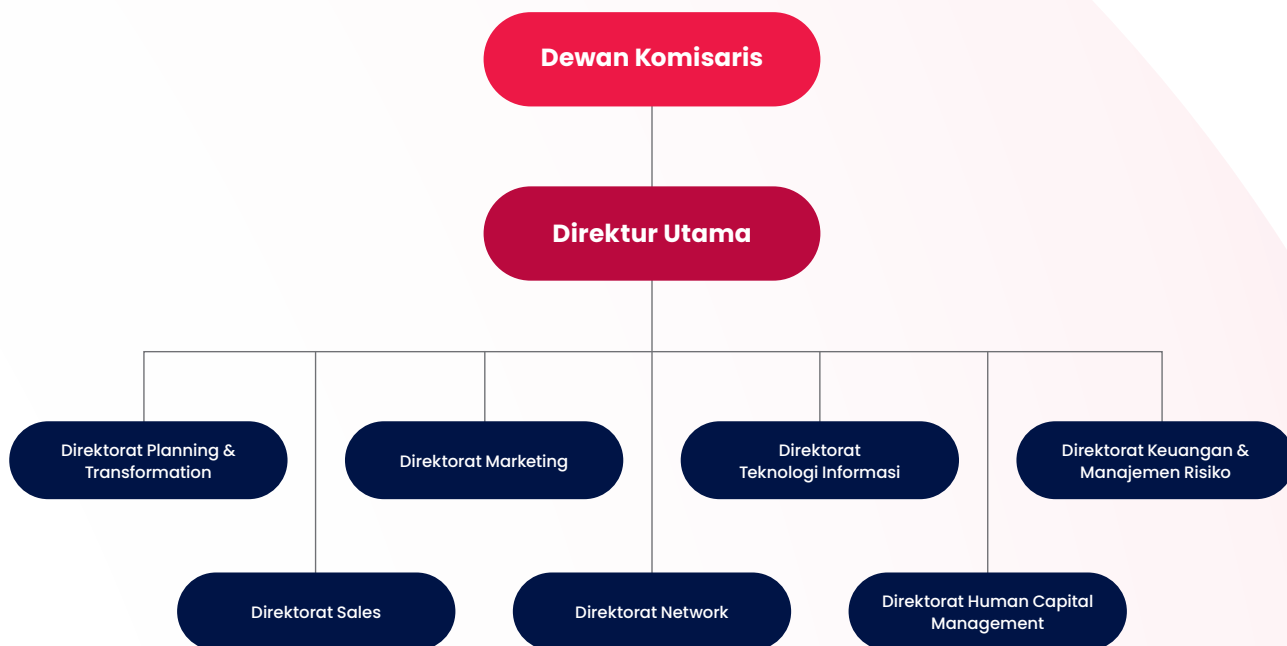 Dewan Komisaris
Direktur Utama
Direktorat Planning &
Transformation
Direktorat Marketing
Direktorat
Teknologi Informasi
Direktorat Keuangan &
Manajemen Risiko
Direktorat Sales
Direktorat Network
Direktorat Human Capital
Management